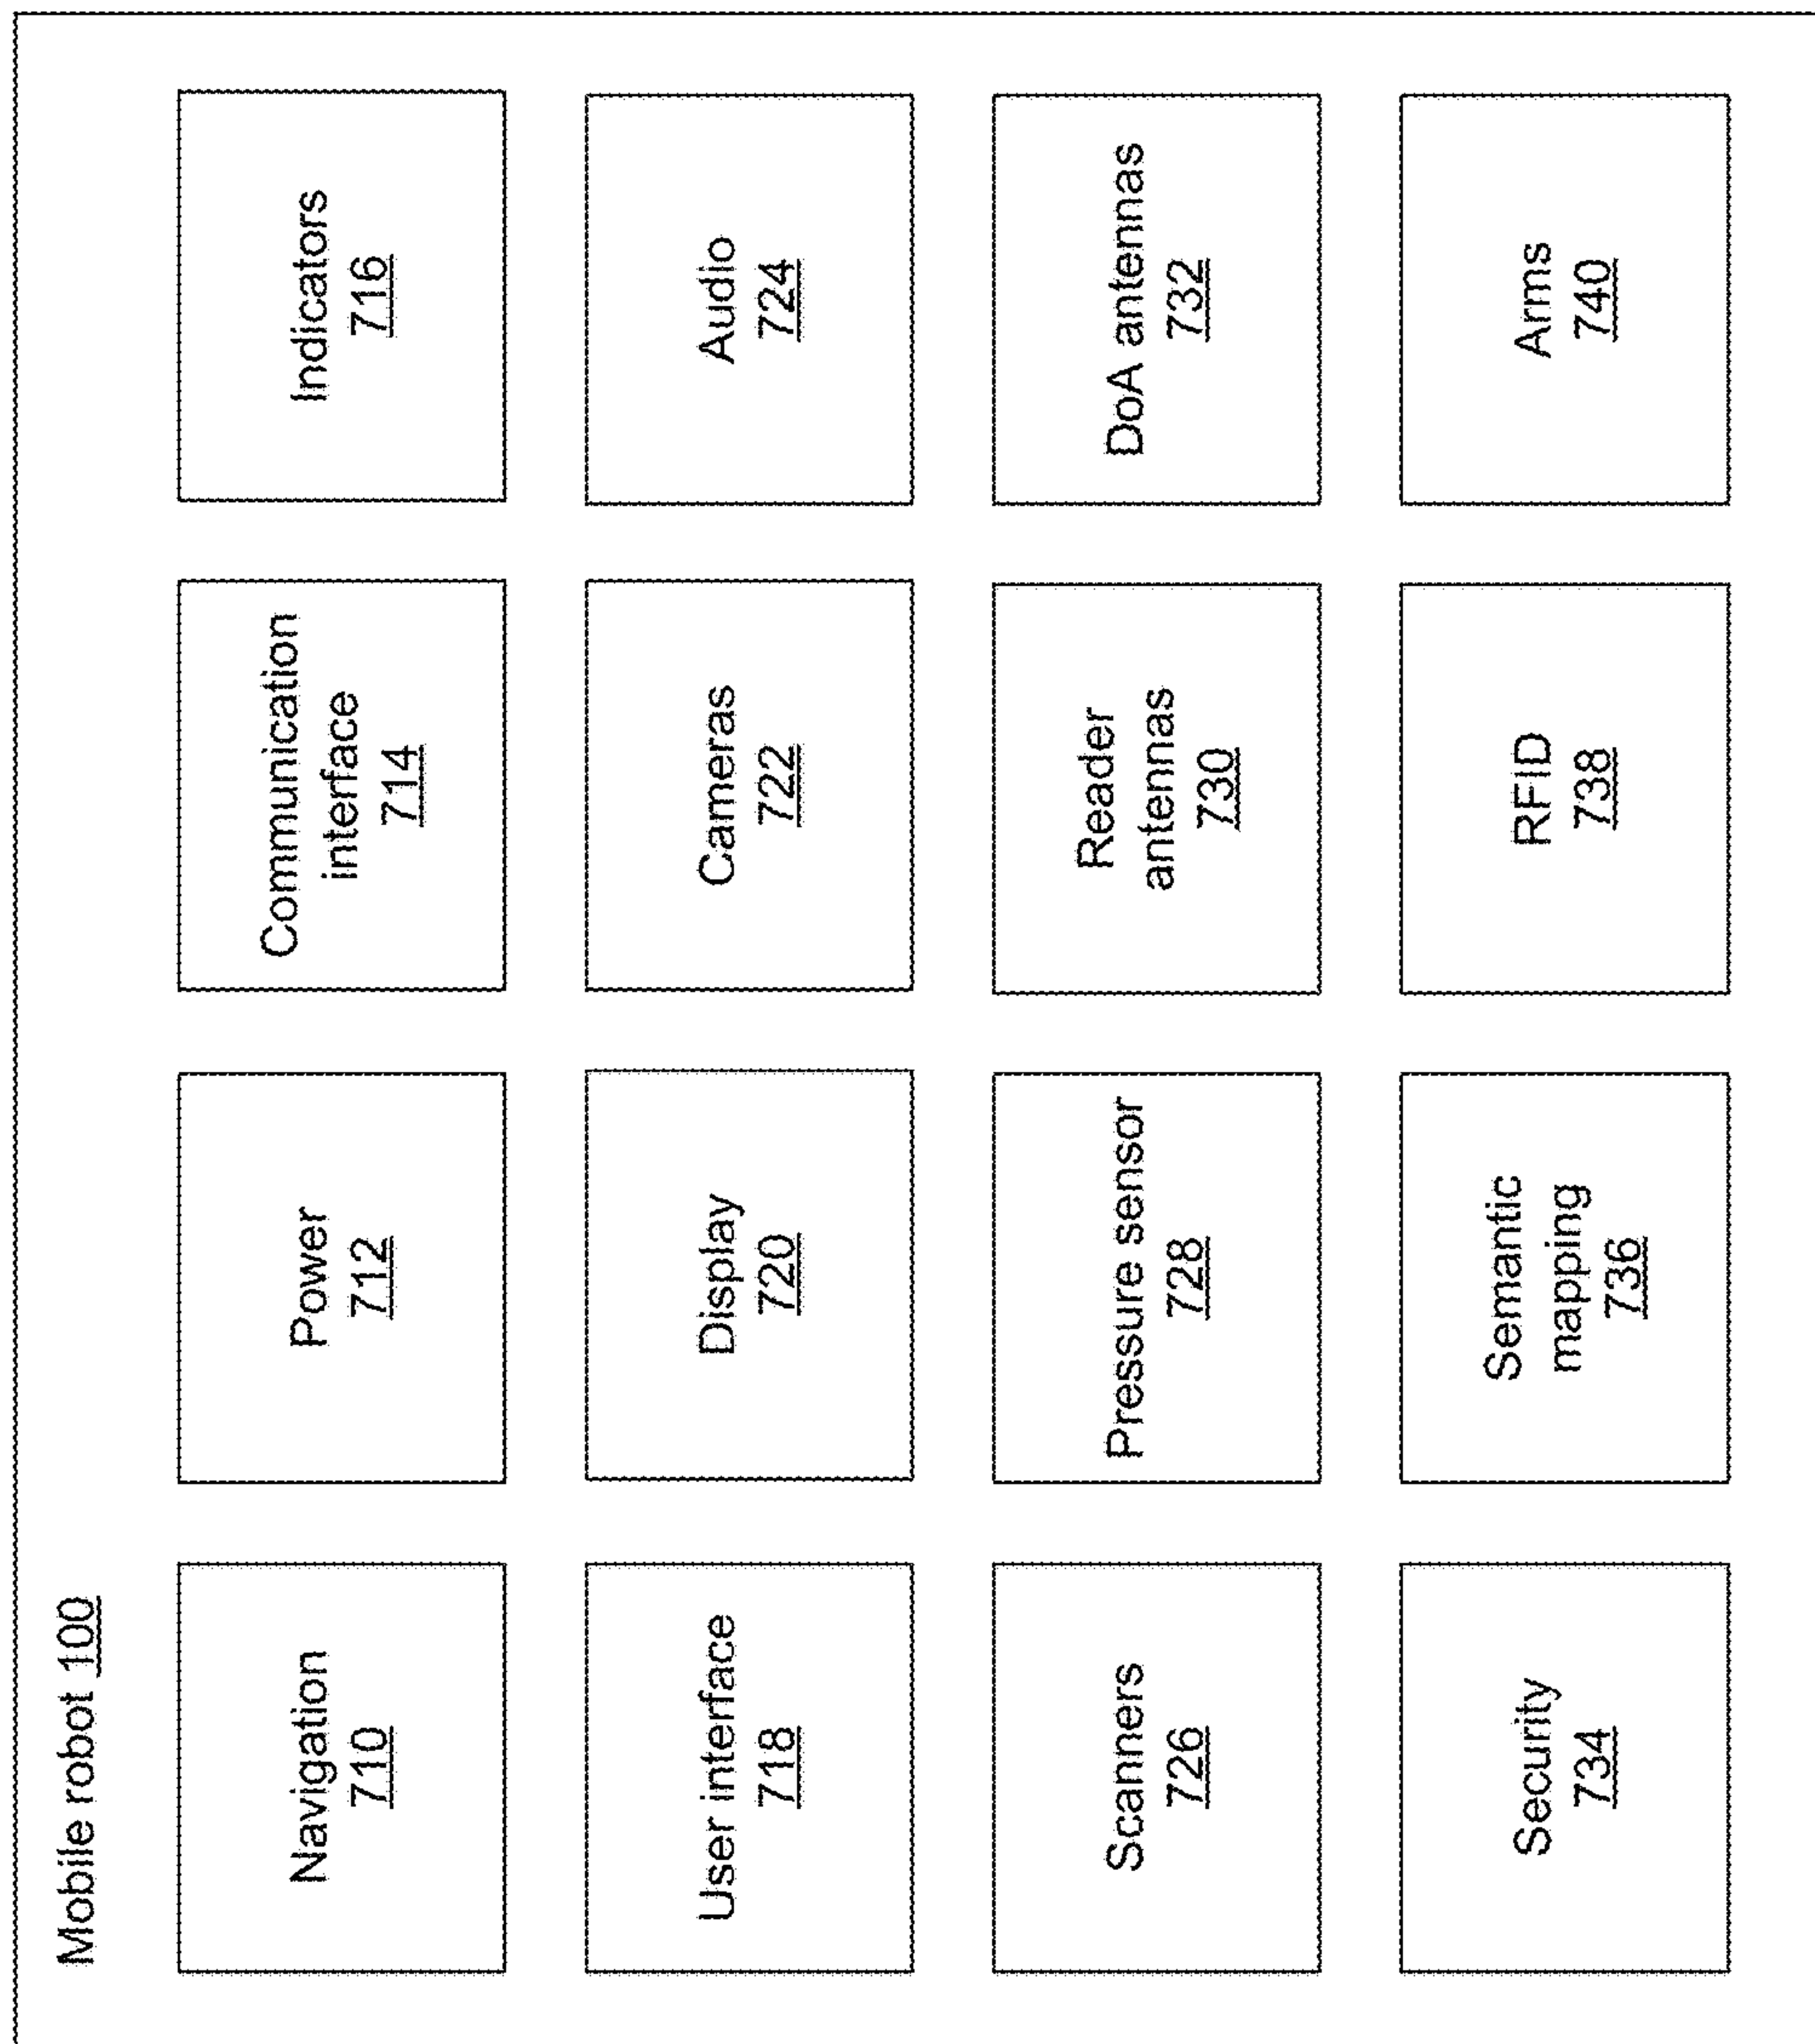 Mobile robot 100
Navigation
710
Power
712
Communication
interface
714
Indicators
716
User interface
718
Display
720
Cameras
722
Audio
724
Scanners
726
Pressure sensor
728
Reader
antennas
730
DoA antennas
732
Security
734
Semantic
mapping
736
RFID
738
Arms
740